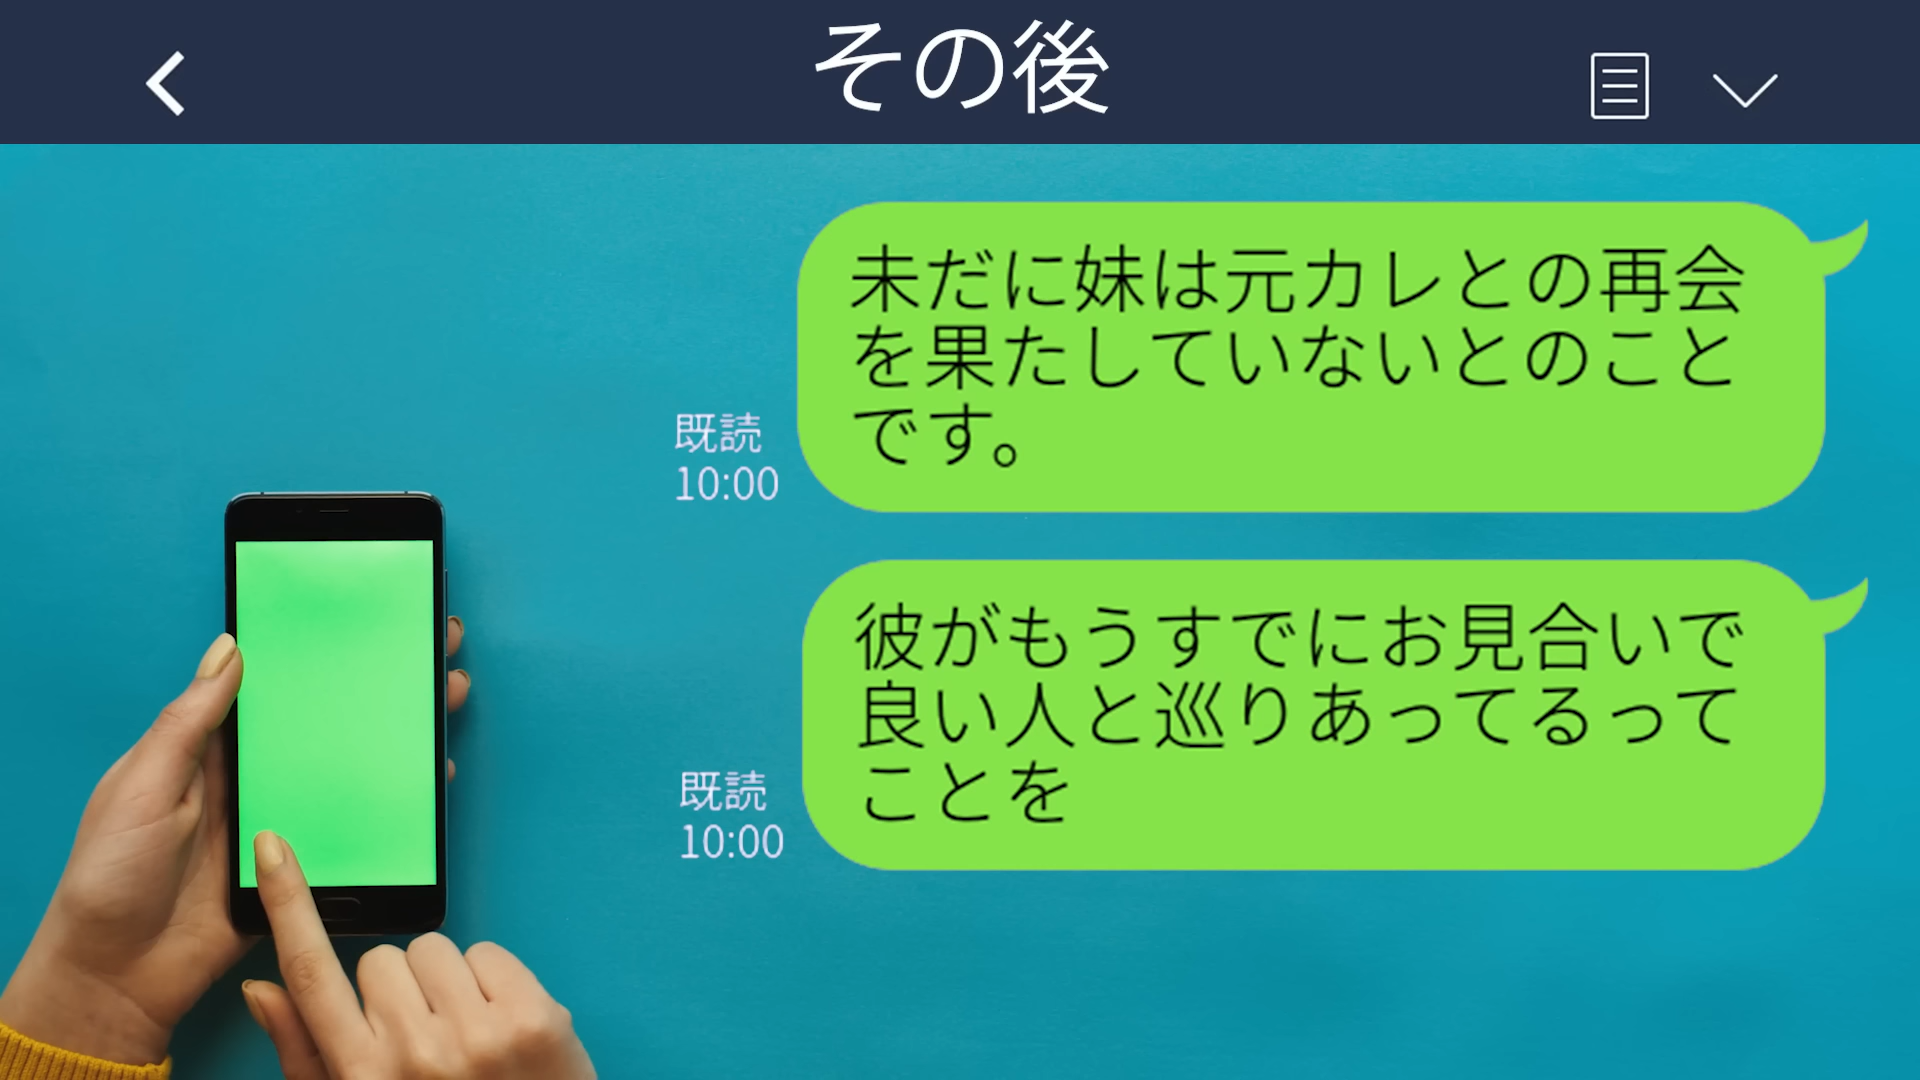 その後
未だに妹は元カレとの再会
を果たしていないとのこと
です。
既読
10:00
彼がもうすでにお見合いで
良い人と巡りあってるって
ことを
既読
10:00